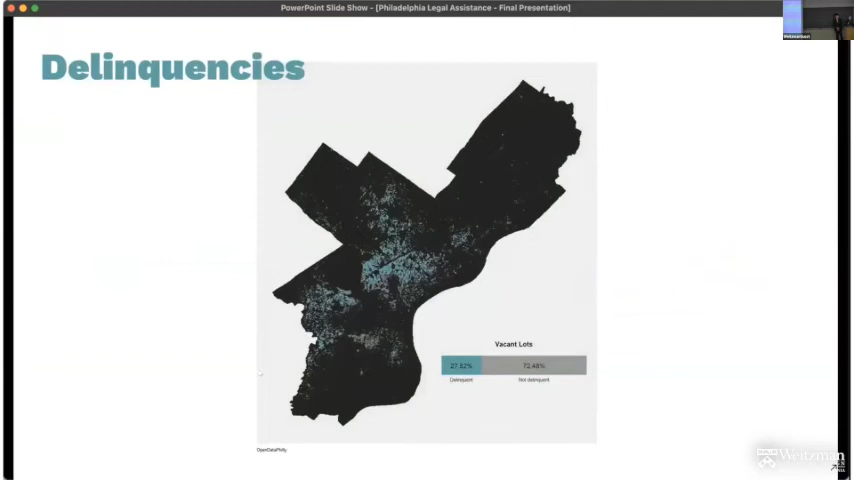 PowerPoint Slide Show - [Philadelphia Legal Assistance - Final Presentation]
Delinquencies
Vacant Lots
27.52% 72.48%
Delinquent Not delinquent
OpenDataPhilly
Weitzman